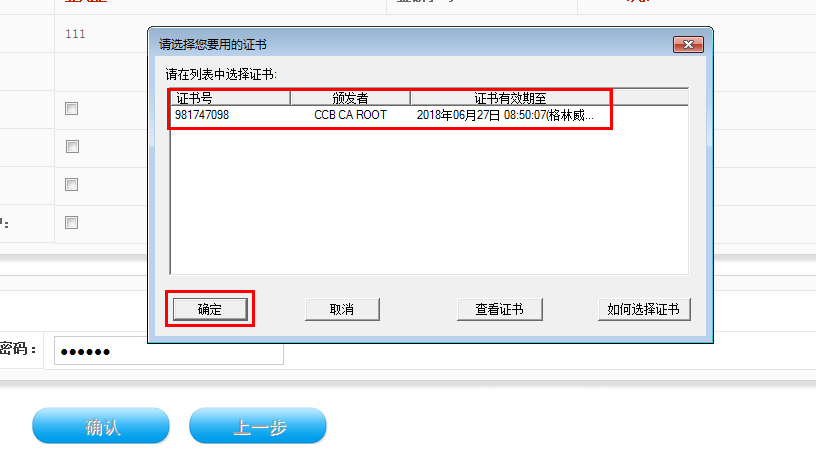 111
请选择您要用的证书
请在列表中选择证书:
证书号 颁发者 证书有效期至
981747098 CCB CA ROOT 2018年06月27日 08:50:07(格林威...
确定 取消 查看证书 如何选择证书
密码：
●●●●●●
确认 上一步